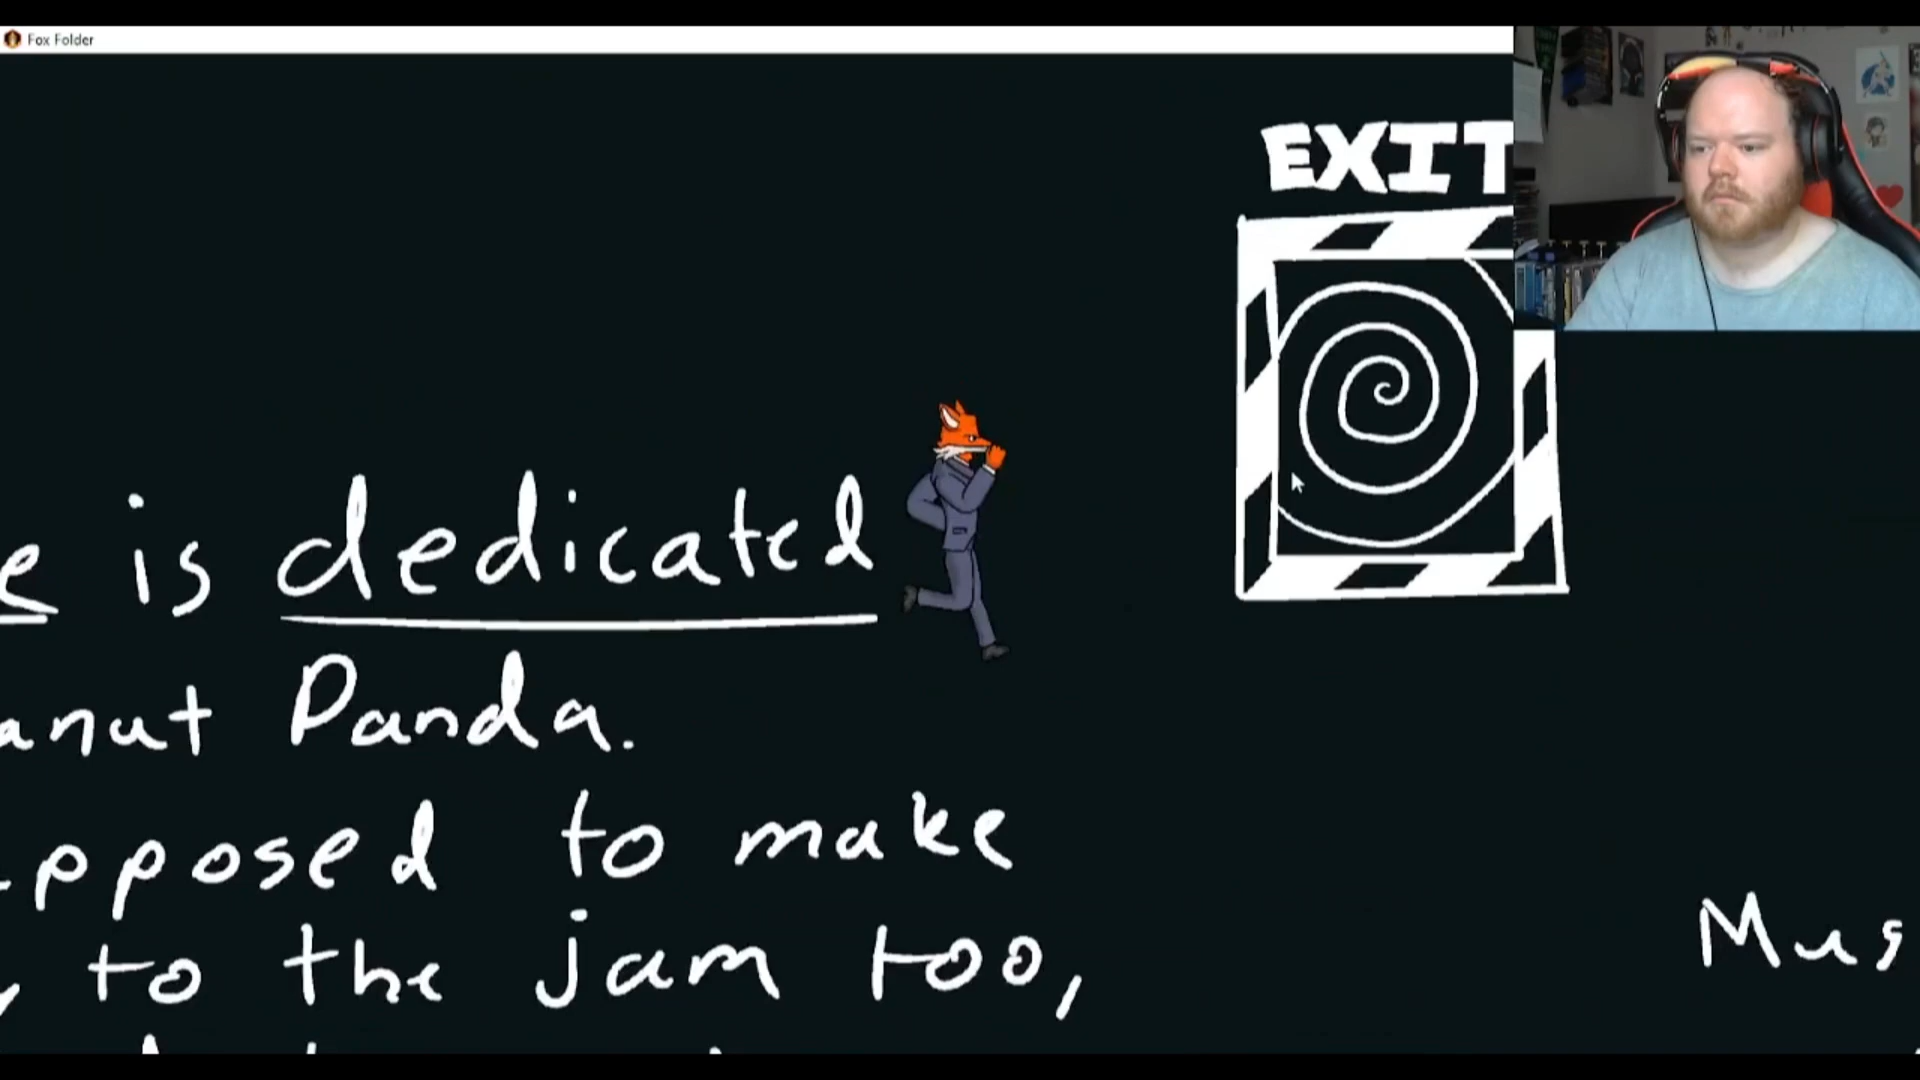 Fox Folder
EXIT
e is dedicated
anut Panda.
pposed to make
to the jam too,
Mus